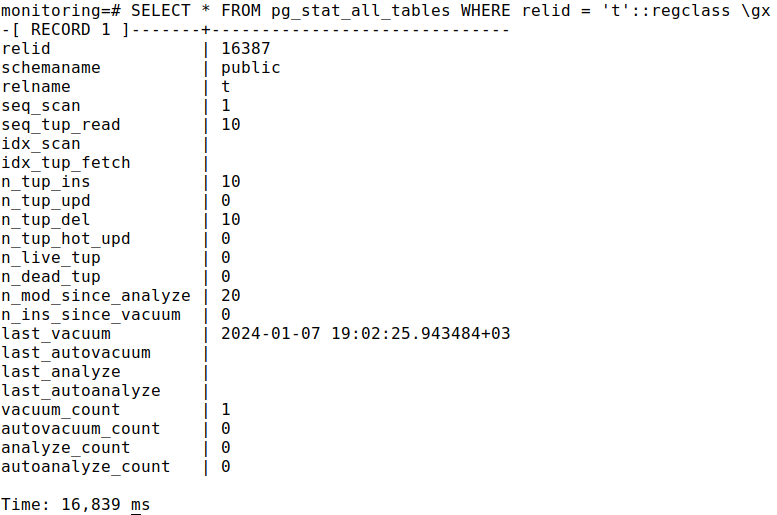 monitoring=# SELECT * FROM pg_stat_all_tables WHERE relid = 't'::regclass \gx
-[ RECORD 1 ]-------+------------------------------
relid               | 16387
schemaname          | public
relname             | t
seq_scan            | 1
seq_tup_read        | 10
idx_scan            |
idx_tup_fetch       |
n_tup_ins           | 10
n_tup_upd           | 0
n_tup_del           | 10
n_tup_hot_upd       | 0
n_live_tup          | 0
n_dead_tup          | 0
n_mod_since_analyze | 20
n_ins_since_vacuum  | 0
last_vacuum         | 2024-01-07 19:02:25.943484+03
last_autovacuum     |
last_analyze        |
last_autoanalyze    |
vacuum_count        | 1
autovacuum_count    | 0
analyze_count       | 0
autoanalyze_count   | 0
Time: 16,839 ms